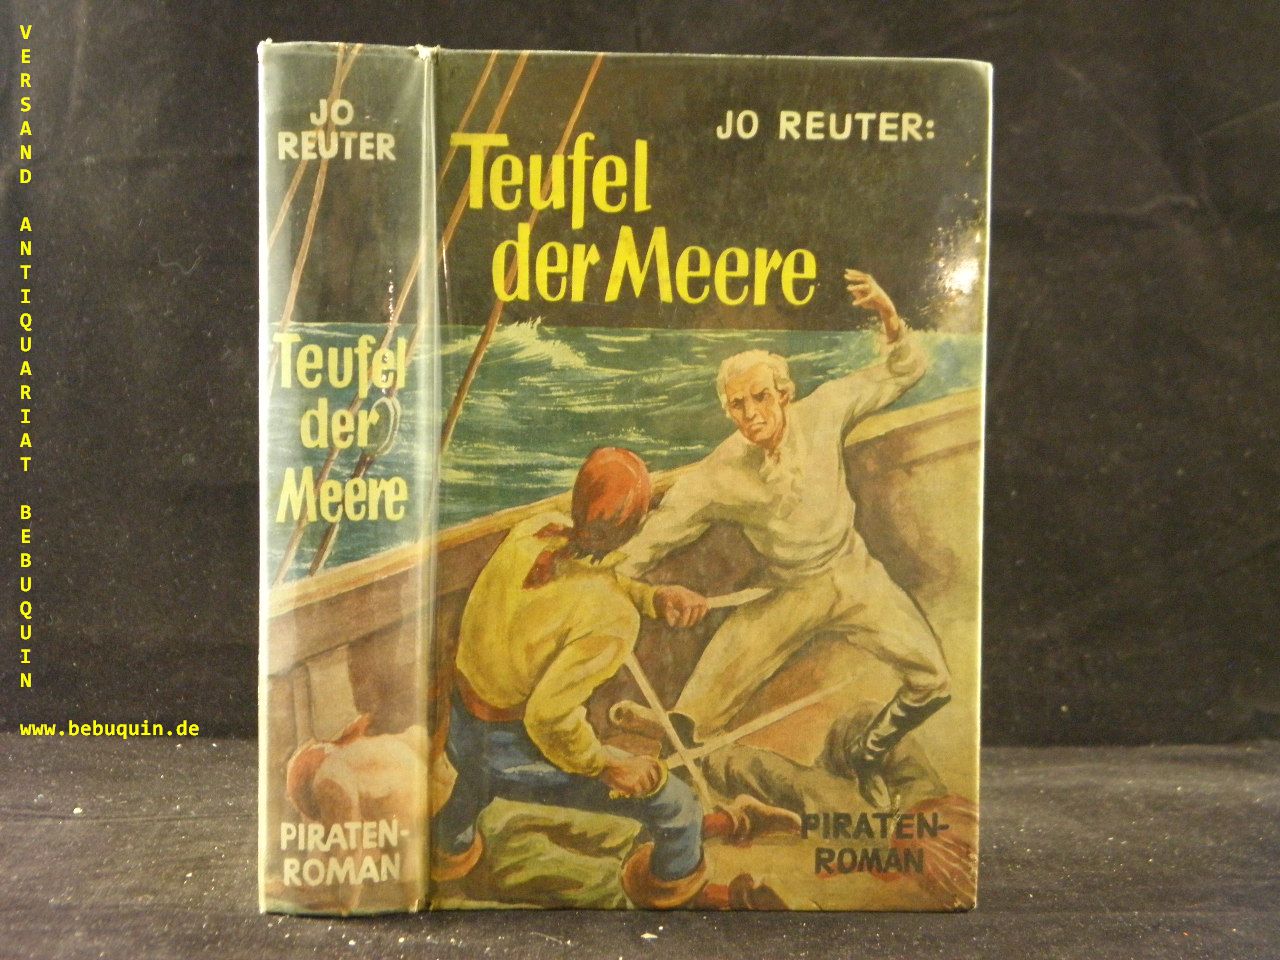 VERSAND ANTIQUARIAT BEBUQUIN
www.bebuquin.de
JO
REUTER
Teufel
der
Meere
PIRATEN-
ROMAN
JO REUTER:
Teufel
der Meere
PIRATEN-
ROMAN